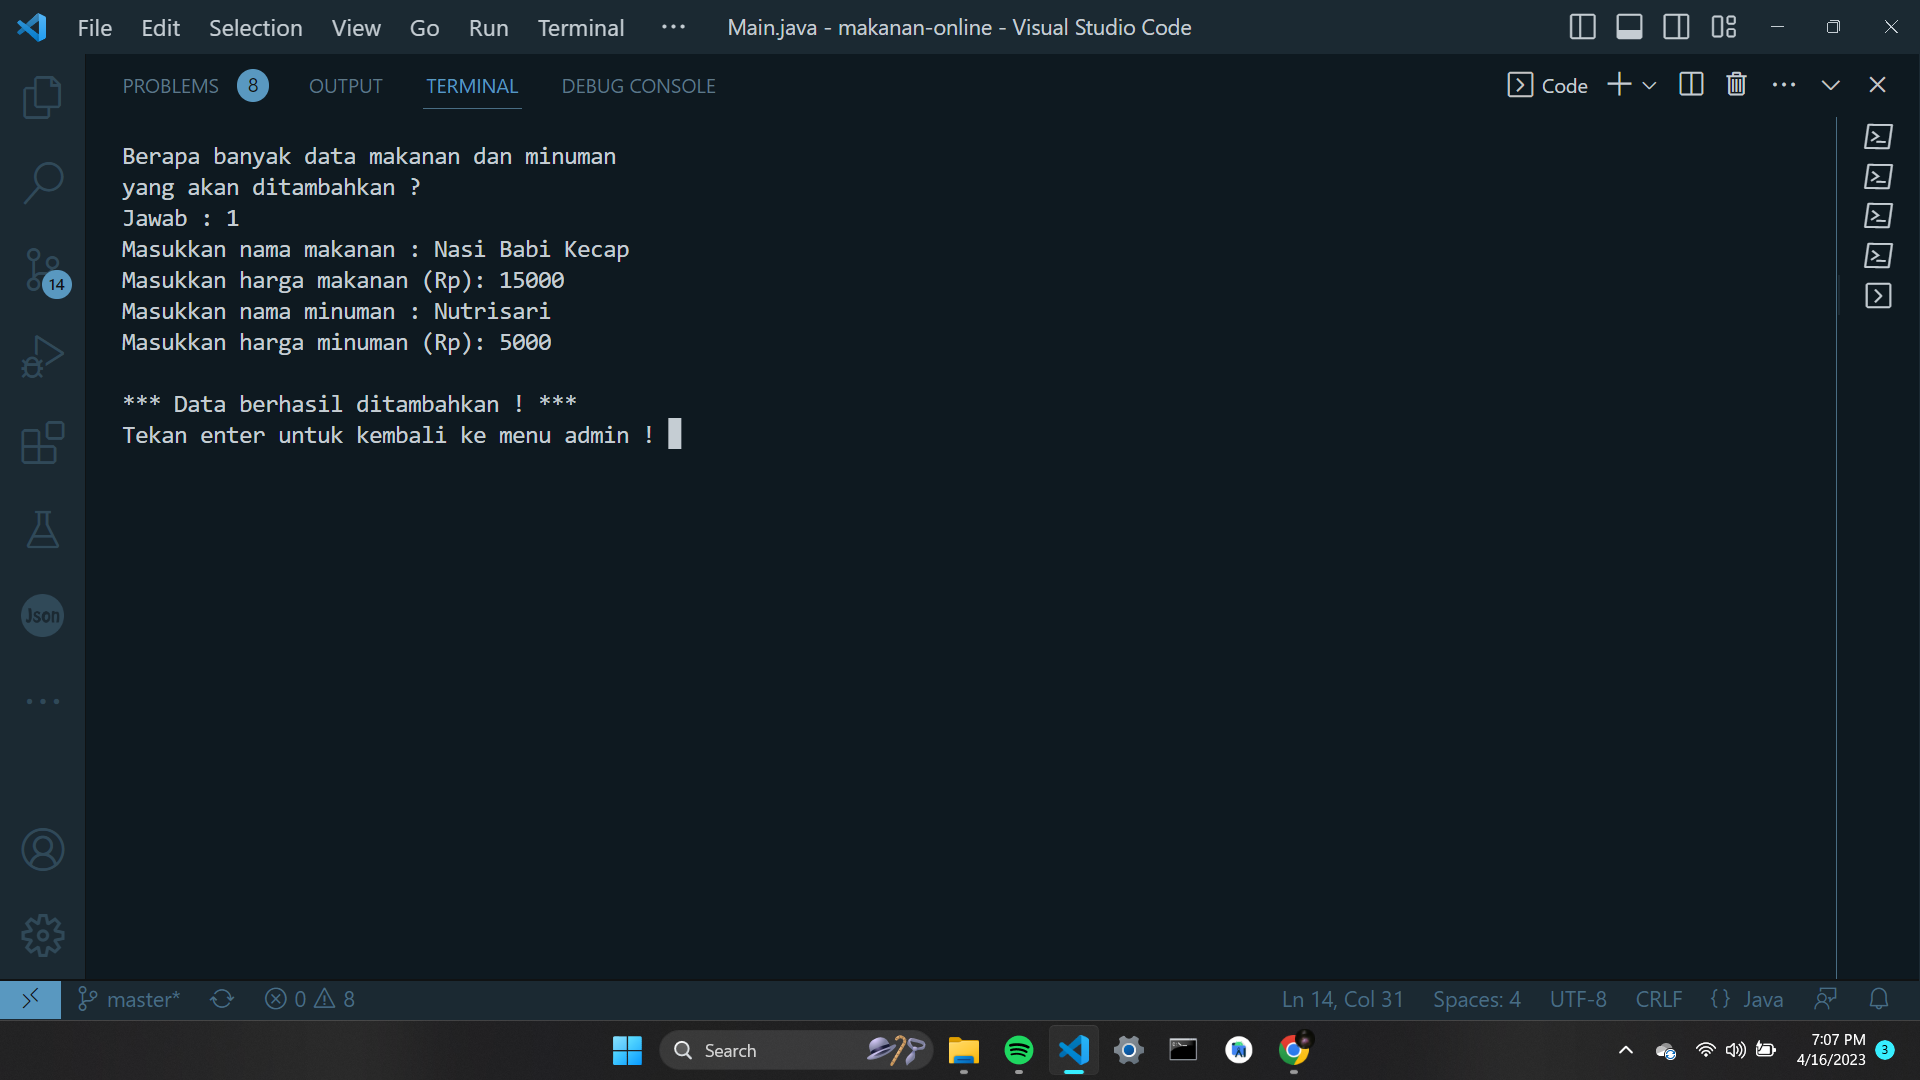 File Edit Selection View Go Run Terminal ··· Main.java - makanan-online - Visual Studio Code
PROBLEMS 8 OUTPUT TERMINAL DEBUG CONSOLE Code
Berapa banyak data makanan dan minuman
yang akan ditambahkan ?
Jawab : 1
Masukkan nama makanan : Nasi Babi Kecap
Masukkan harga makanan (Rp): 15000
Masukkan nama minuman : Nutrisari
Masukkan harga minuman (Rp): 5000
*** Data berhasil ditambahkan ! ***
Tekan enter untuk kembali ke menu admin !
14
Json
master* 0 8 Ln 14, Col 31 Spaces: 4 UTF-8 CRLF {} Java
Search
7:07 PM
4/16/2023 3